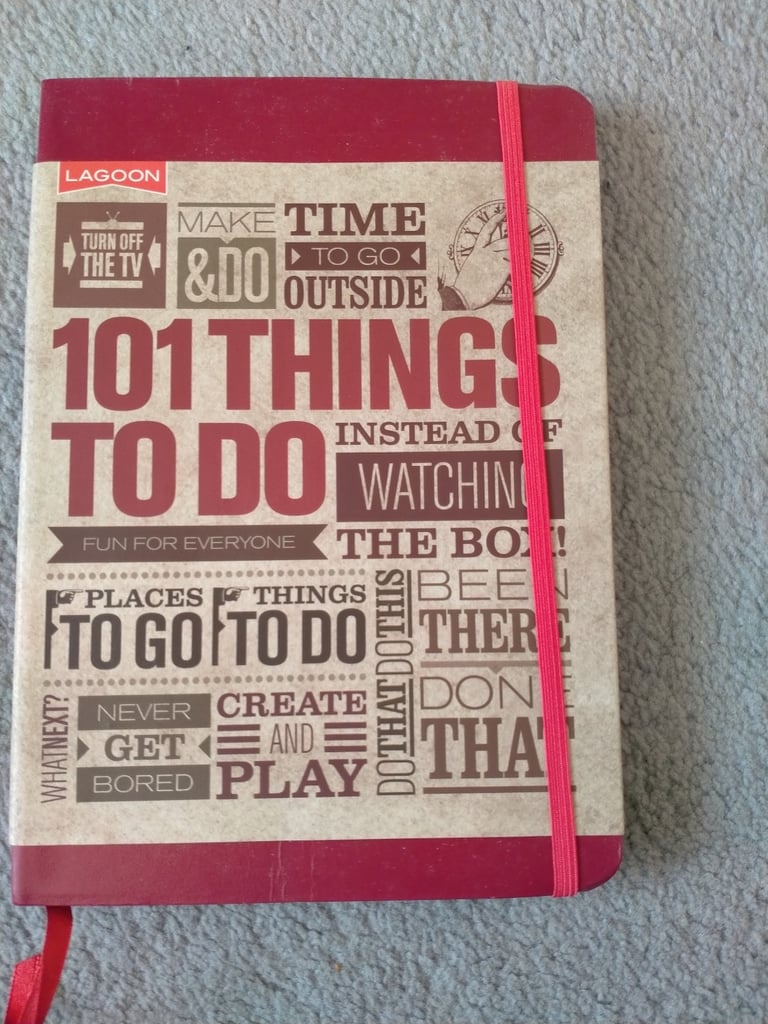 LAGOON
TURN OFF
THE TV
MAKE
&DO
TIME
TO GO
OUTSIDE
101 THINGS
TO DO
INSTEAD OF
WATCHING
THE BOX!
FUN FOR EVERYONE
PLACES
TO GO
THINGS
TO DO
DO THAT DO THIS
BEEN
THERE
DONE
THAT
WHAT NEXT?
NEVER
GET
BORED
CREATE
AND
PLAY